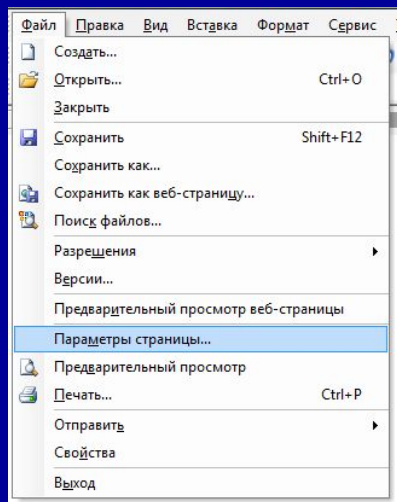 Файл Правка Вид Вставка Формат Сервис
Создать...
Открыть... Ctrl+O
Закрыть
Сохранить Shift+F12
Сохранить как...
Сохранить как веб-страницу...
Поиск файлов...
Разрешения
Версии...
Предварительный просмотр веб-страницы
Параметры страницы...
Предварительный просмотр
Печать... Ctrl+P
Отправить
Свойства
Выход